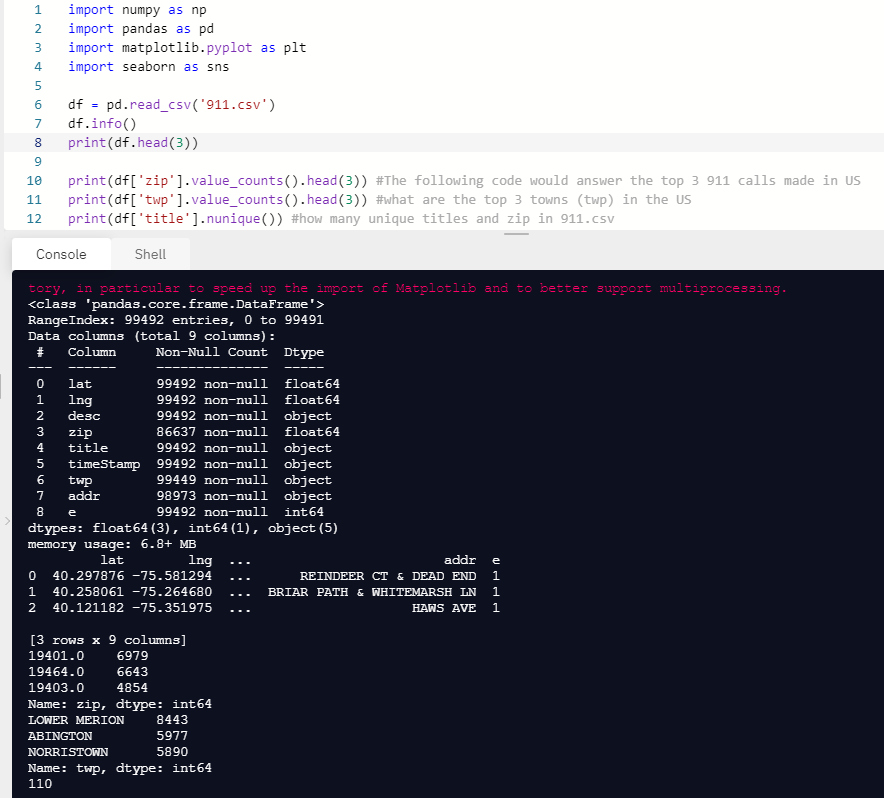 1 import numpy as np
2 import pandas as pd
3 import matplotlib.pyplot as plt
4 import seaborn as sns
5
6 df = pd.read_csv('911.csv')
7 df.info()
8 print(df.head(3))
9
10 print(df['zip'].value_counts().head(3)) #The following code would answer the top 3 911 calls made in US
11 print(df['twp'].value_counts().head(3)) #what are the top 3 towns (twp) in the US
12 print(df['title'].nunique()) #how many unique titles and zip in 911.csv
Console Shell
tory, in particular to speed up the import of Matplotlib and to better support multiprocessing.
<class 'pandas.core.frame.DataFrame'>
RangeIndex: 99492 entries, 0 to 99491
Data columns (total 9 columns):
 #   Column     Non-Null Count  Dtype
---  ------     --------------  -----
 0   lat        99492 non-null  float64
 1   lng        99492 non-null  float64
 2   desc       99492 non-null  object
 3   zip        86637 non-null  float64
 4   title      99492 non-null  object
 5   timeStamp  99492 non-null  object
 6   twp        99449 non-null  object
 7   addr       98973 non-null  object
 8   e          99492 non-null  int64
dtypes: float64(3), int64(1), object(5)
memory usage: 6.8+ MB
         lat        lng  ...                        addr  e
0  40.297876 -75.581294  ...      REINDEER CT & DEAD END  1
1  40.258061 -75.264680  ...  BRIAR PATH & WHITEMARSH LN  1
2  40.121182 -75.351975  ...                    HAWS AVE  1
[3 rows x 9 columns]
19401.0    6979
19464.0    6643
19403.0    4854
Name: zip, dtype: int64
LOWER MERION    8443
ABINGTON        5977
NORRISTOWN      5890
Name: twp, dtype: int64
110